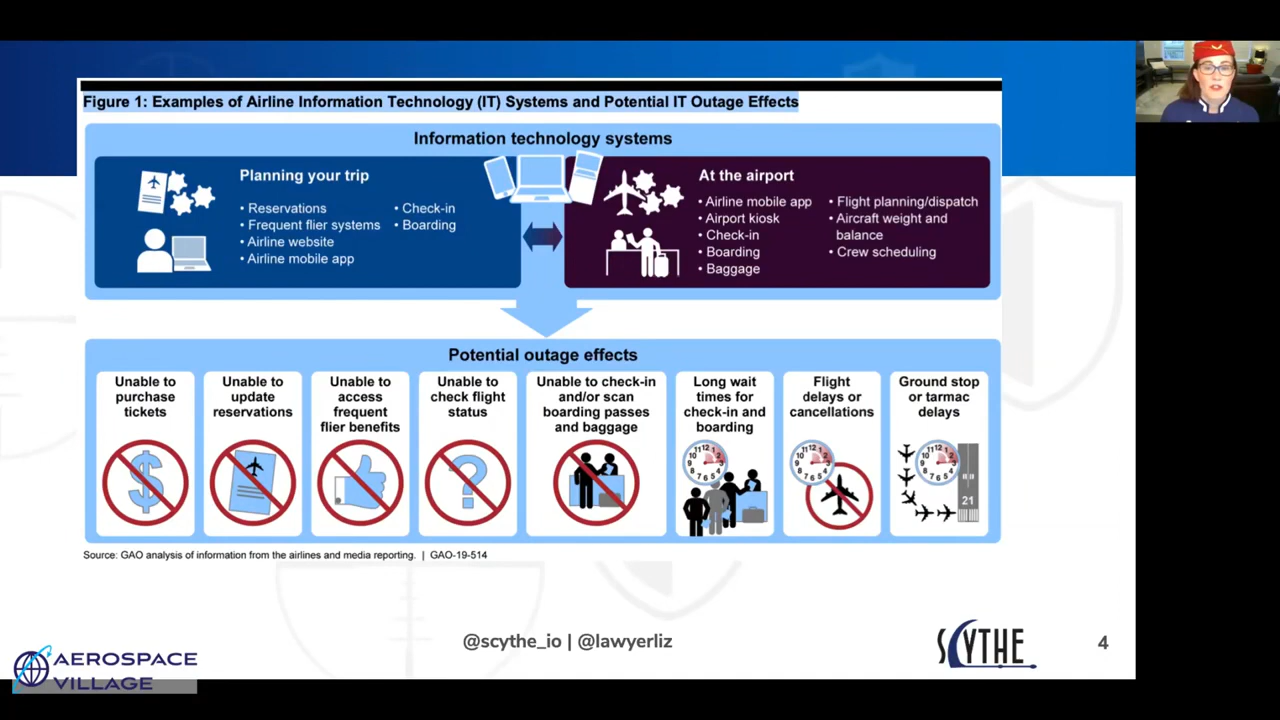 Figure 1: Examples of Airline Information Technology (IT) Systems and Potential IT Outage Effects
Information technology systems
Planning your trip
• Reservations
• Frequent flier systems
• Airline website
• Airline mobile app
• Check-in
• Boarding
At the airport
• Airline mobile app
• Airport kiosk
• Check-in
• Boarding
• Baggage
• Flight planning/dispatch
• Aircraft weight and
balance
• Crew scheduling
Potential outage effects
Unable to
purchase
tickets
Unable to
update
reservations
Unable to
access
frequent
flier benefits
Unable to
check flight
status
Unable to check-in
and/or scan
boarding passes
and baggage
Long wait
times for
check-in and
boarding
Flight
delays or
cancellations
Ground stop
or tarmac
delays
$
?
21
Source: GAO analysis of information from the airlines and media reporting. | GAO-19-514
@scythe_io | @lawyerliz
SCYTHE
4
AEROSPACE
VILLAGE